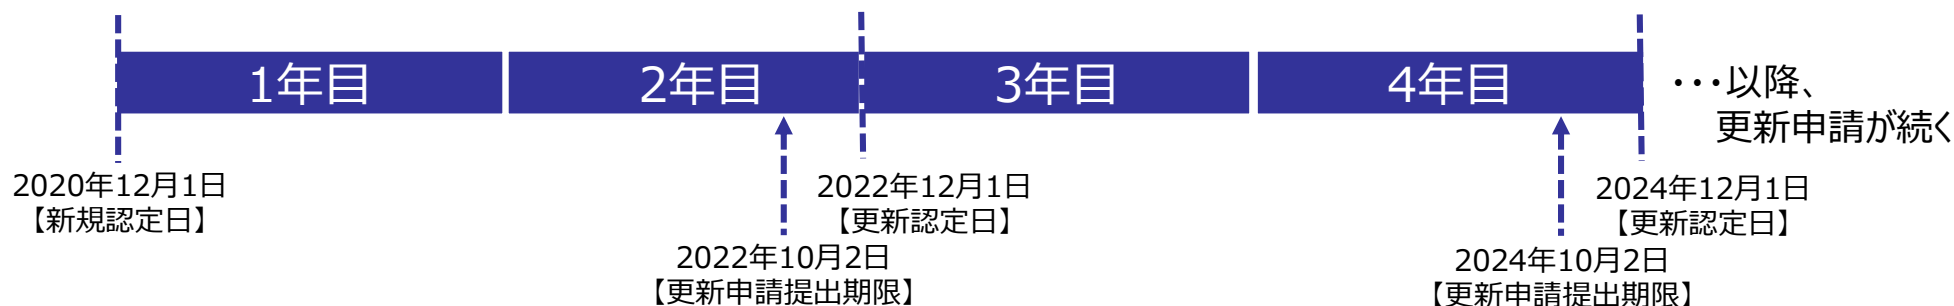 1年目
2年目
3年目
4年目
・・・以降、
更新申請が続く
2020年12月1日
【新規認定日】
2022年12月1日
【更新認定日】
2024年12月1日
【更新認定日】
2022年10月2日
【更新申請提出期限】
2024年10月2日
【更新申請提出期限】